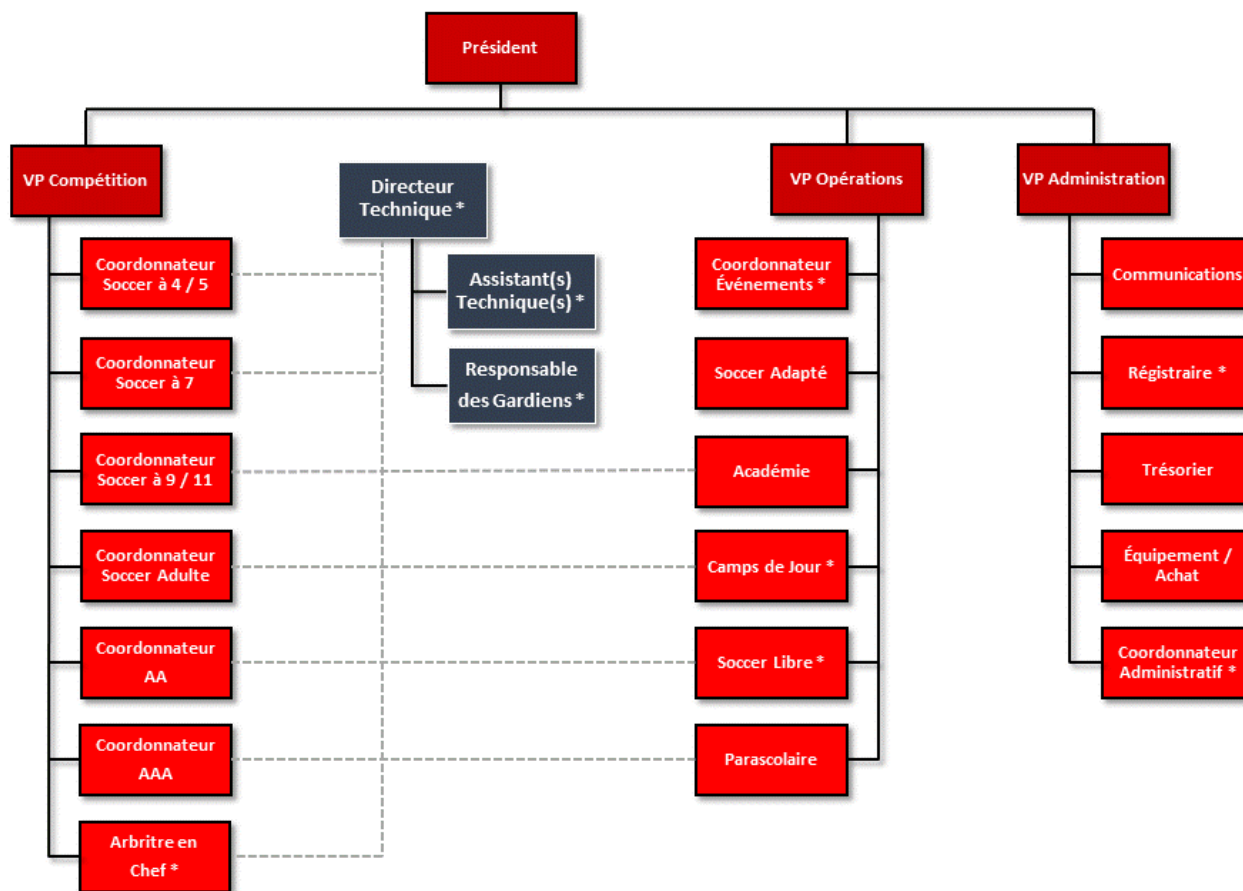 Président
VP Compétition
Directeur
Technique *
VP Opérations
VP Administration
Coordonnateur
Soccer à 4 / 5
Coordonnateur
Soccer à 7
Coordonnateur
Soccer à 9 / 11
Coordonnateur
Soccer Adulte
Coordonnateur
AA
Coordonnateur
AAA
Arbritre en
Chef *
Assistant(s)
Technique(s) *
Responsable
des Gardiens *
Coordonnateur
Événements *
Soccer Adapté
Académie
Camps de Jour *
Soccer Libre *
Parascolaire
Communications
Régistraire *
Trésorier
Équipement /
Achat
Coordonnateur
Administratif *